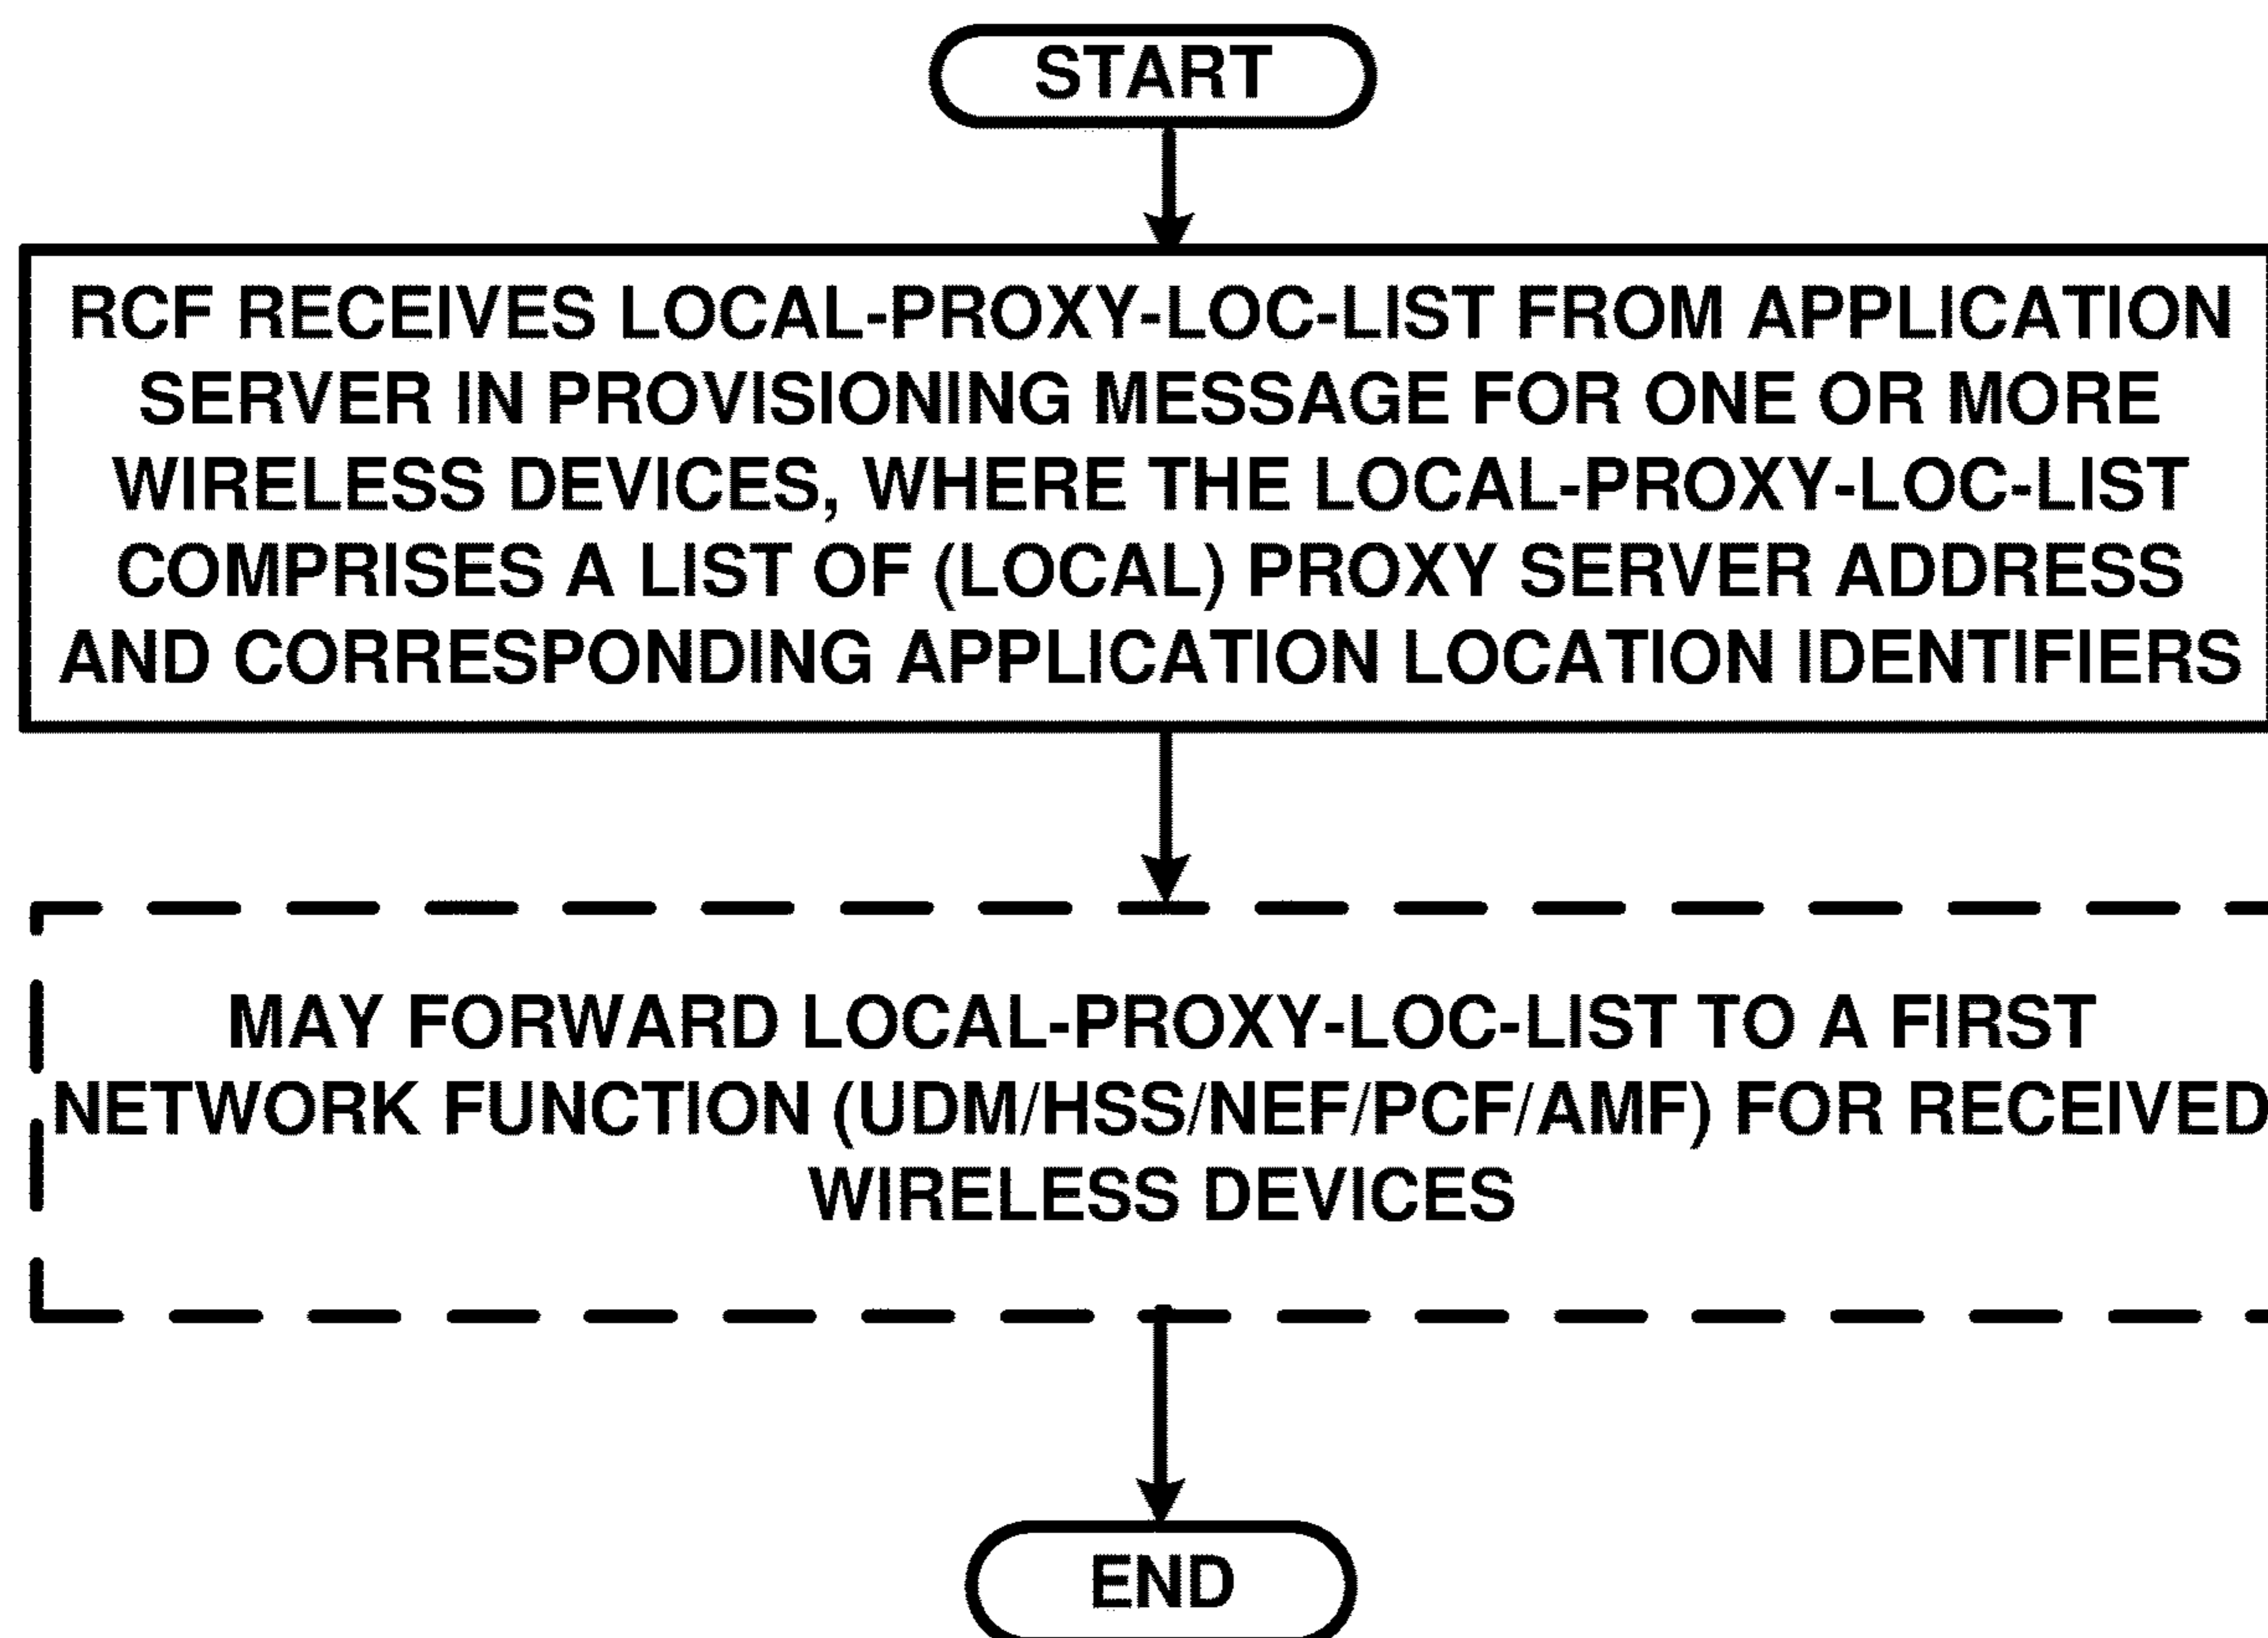 START
RCF RECEIVES LOCAL-PROXY-LOC-LIST FROM APPLICATION
SERVER IN PROVISIONING MESSAGE FOR ONE OR MORE
WIRELESS DEVICES, WHERE THE LOCAL-PROXY-LOC-LIST
COMPRISES A LIST OF (LOCAL) PROXY SERVER ADDRESS
AND CORRESPONDING APPLICATION LOCATION IDENTIFIERS
MAY FORWARD LOCAL-PROXY-LOC-LIST TO A FIRST
NETWORK FUNCTION (UDM/HSS/NEF/PCF/AMF) FOR RECEIVED
WIRELESS DEVICES
END